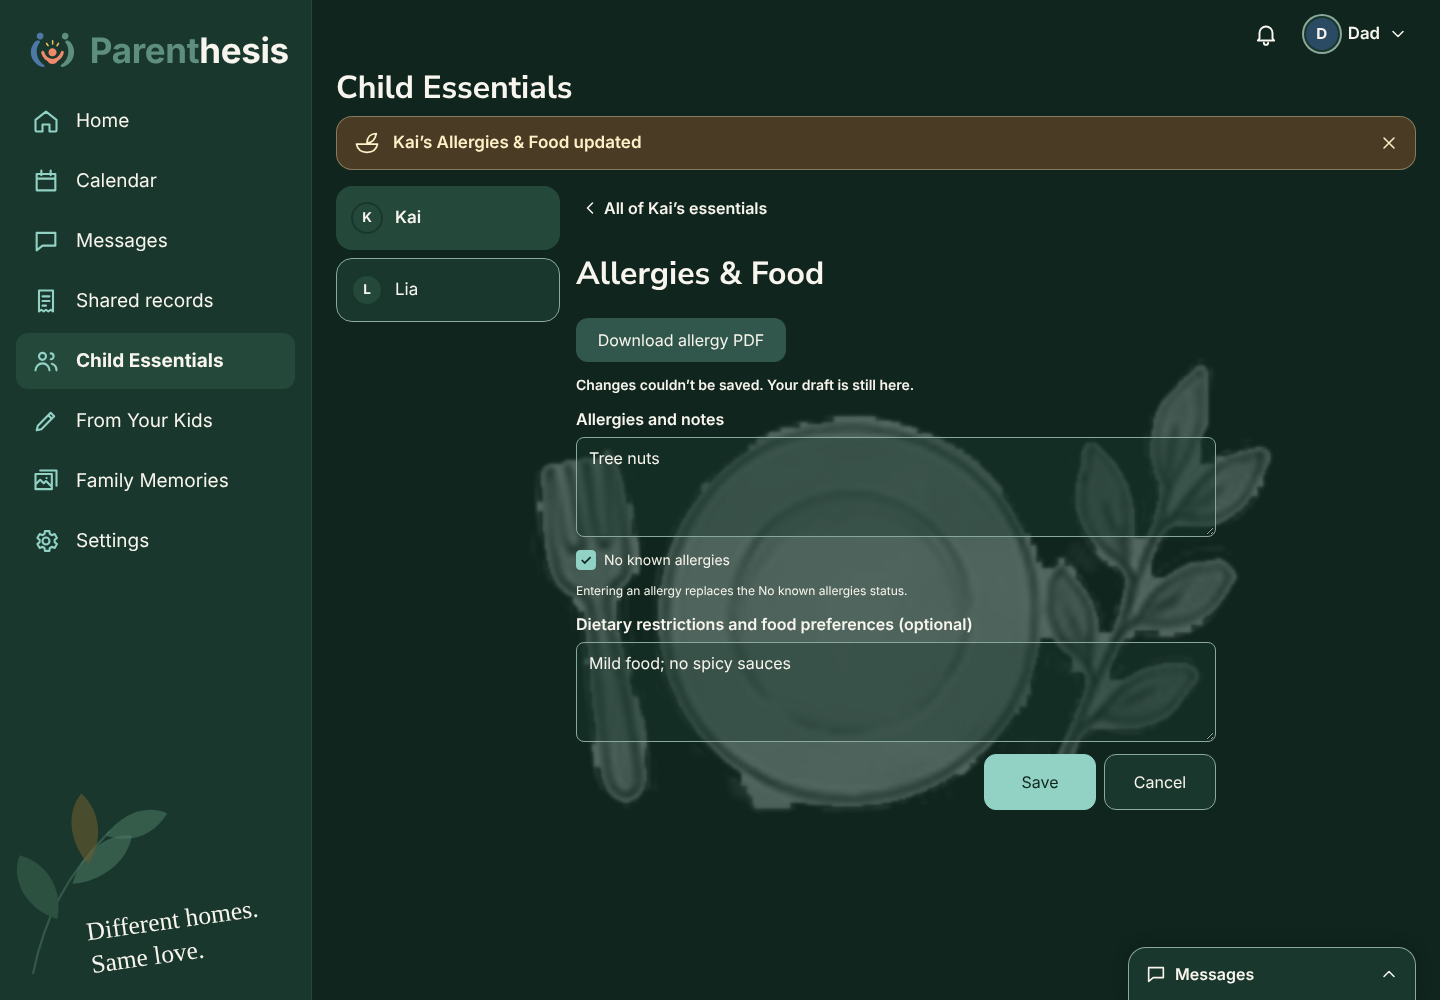 Parenthesis
D
Dad
Home
Calendar
Messages
Shared records
Child Essentials
From Your Kids
Family Memories
Settings
Different homes.
Same love.
Child Essentials
Kai’s Allergies & Food updated
K
Kai
L
Lia
All of Kai’s essentials
Allergies & Food
Download allergy PDF
Changes couldn’t be saved. Your draft is still here.
Allergies and notes
Tree nuts
No known allergies
Entering an allergy replaces the No known allergies status.
Dietary restrictions and food preferences (optional)
Mild food; no spicy sauces
Save
Cancel
Messages